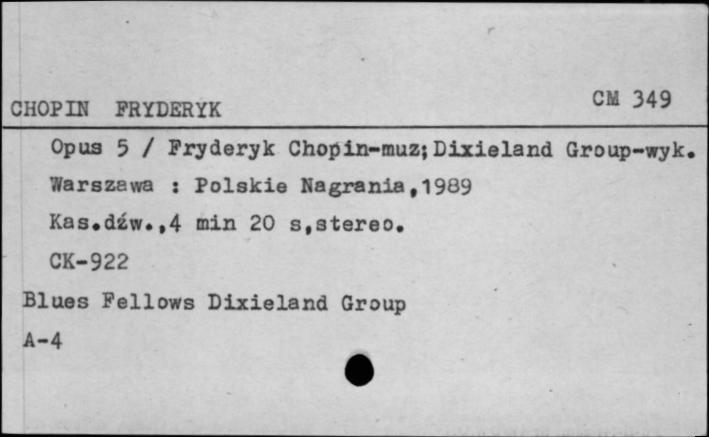 CM 349
CHOPIN FRYDERYK
Opus 5 / Fryderyk Chopin-muz;Dixieland Group-wyk.
Warszawa : Polskie Nagrania,1989
Kas.dźw.,4 min 20 s,stereo.
CK-922
Blues Fellows Dixieland Group
A-4